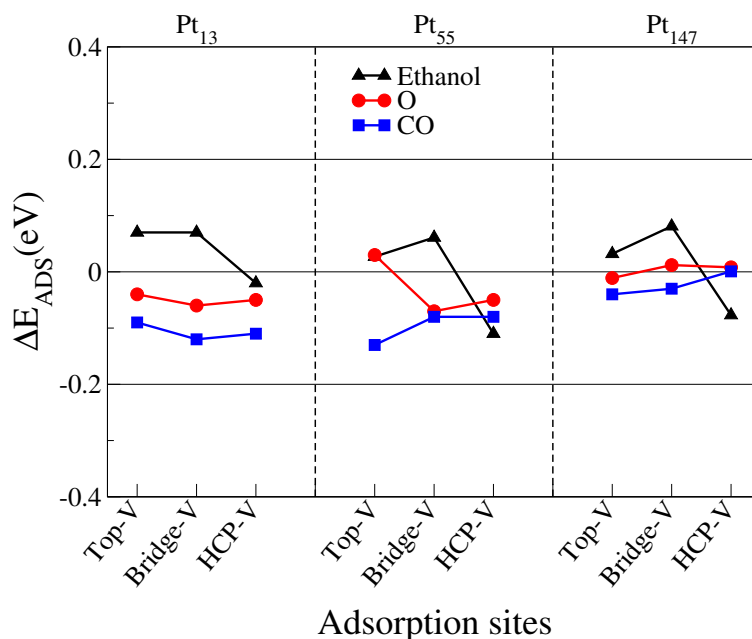 Pt13 Pt55 Pt147
0.4
0.2
0
-0.2
-0.4
ΔE_ADS(eV)
Ethanol
O
CO
Top-V Bridge-V HCP-V Top-V Bridge-V HCP-V Top-V Bridge-V HCP-V
Adsorption sites